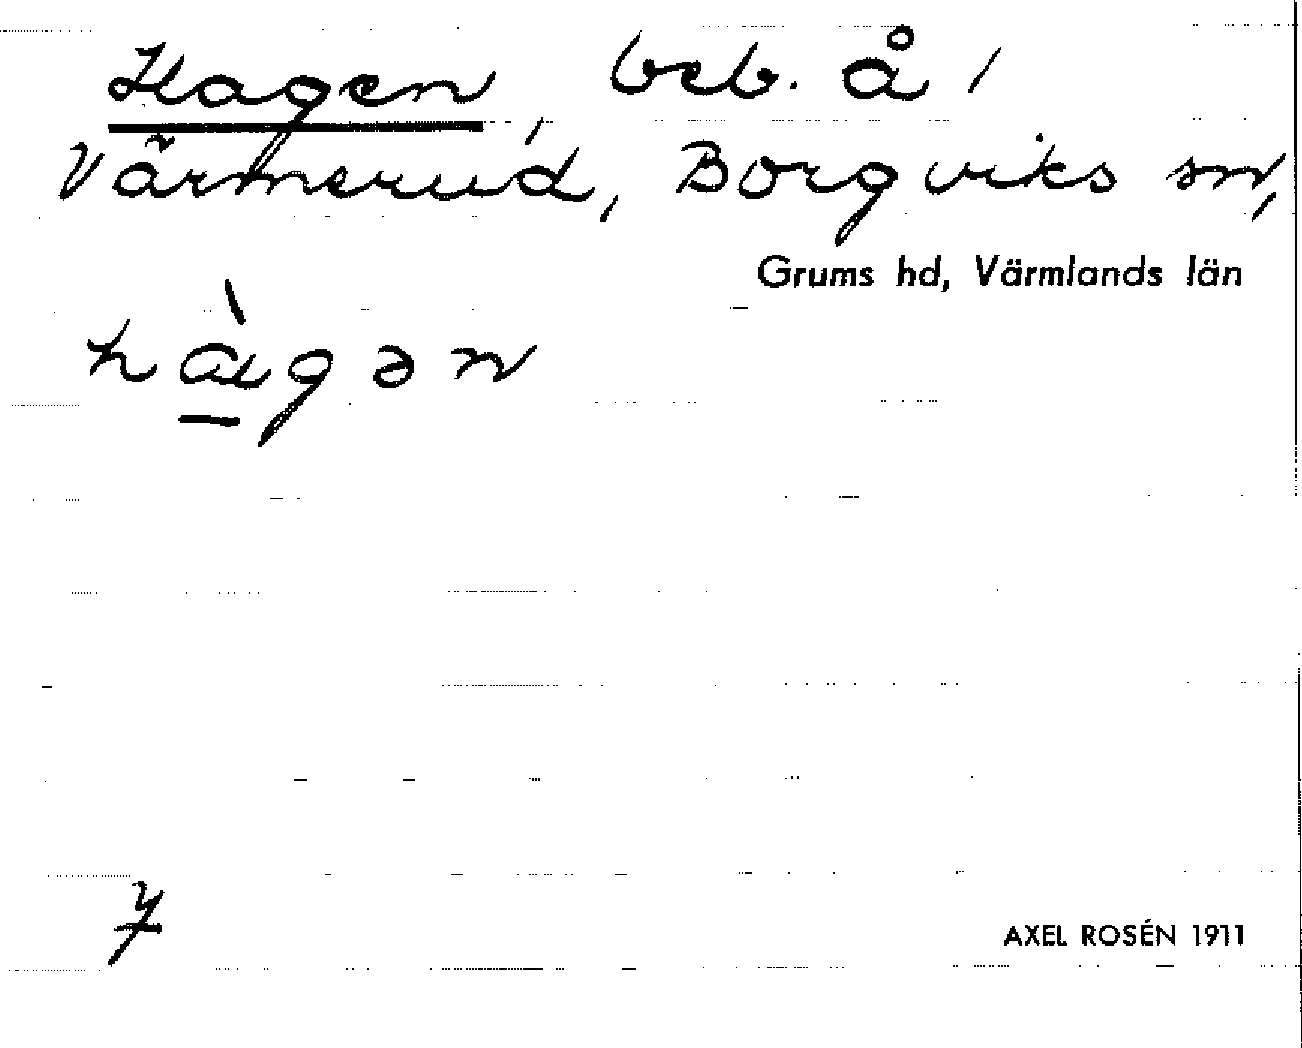 Hagen, beb. å /
Värmerud, Borgviks sn,
Grums hd, Värmlands län
hàgən
7
AXEL ROSÉN 1911